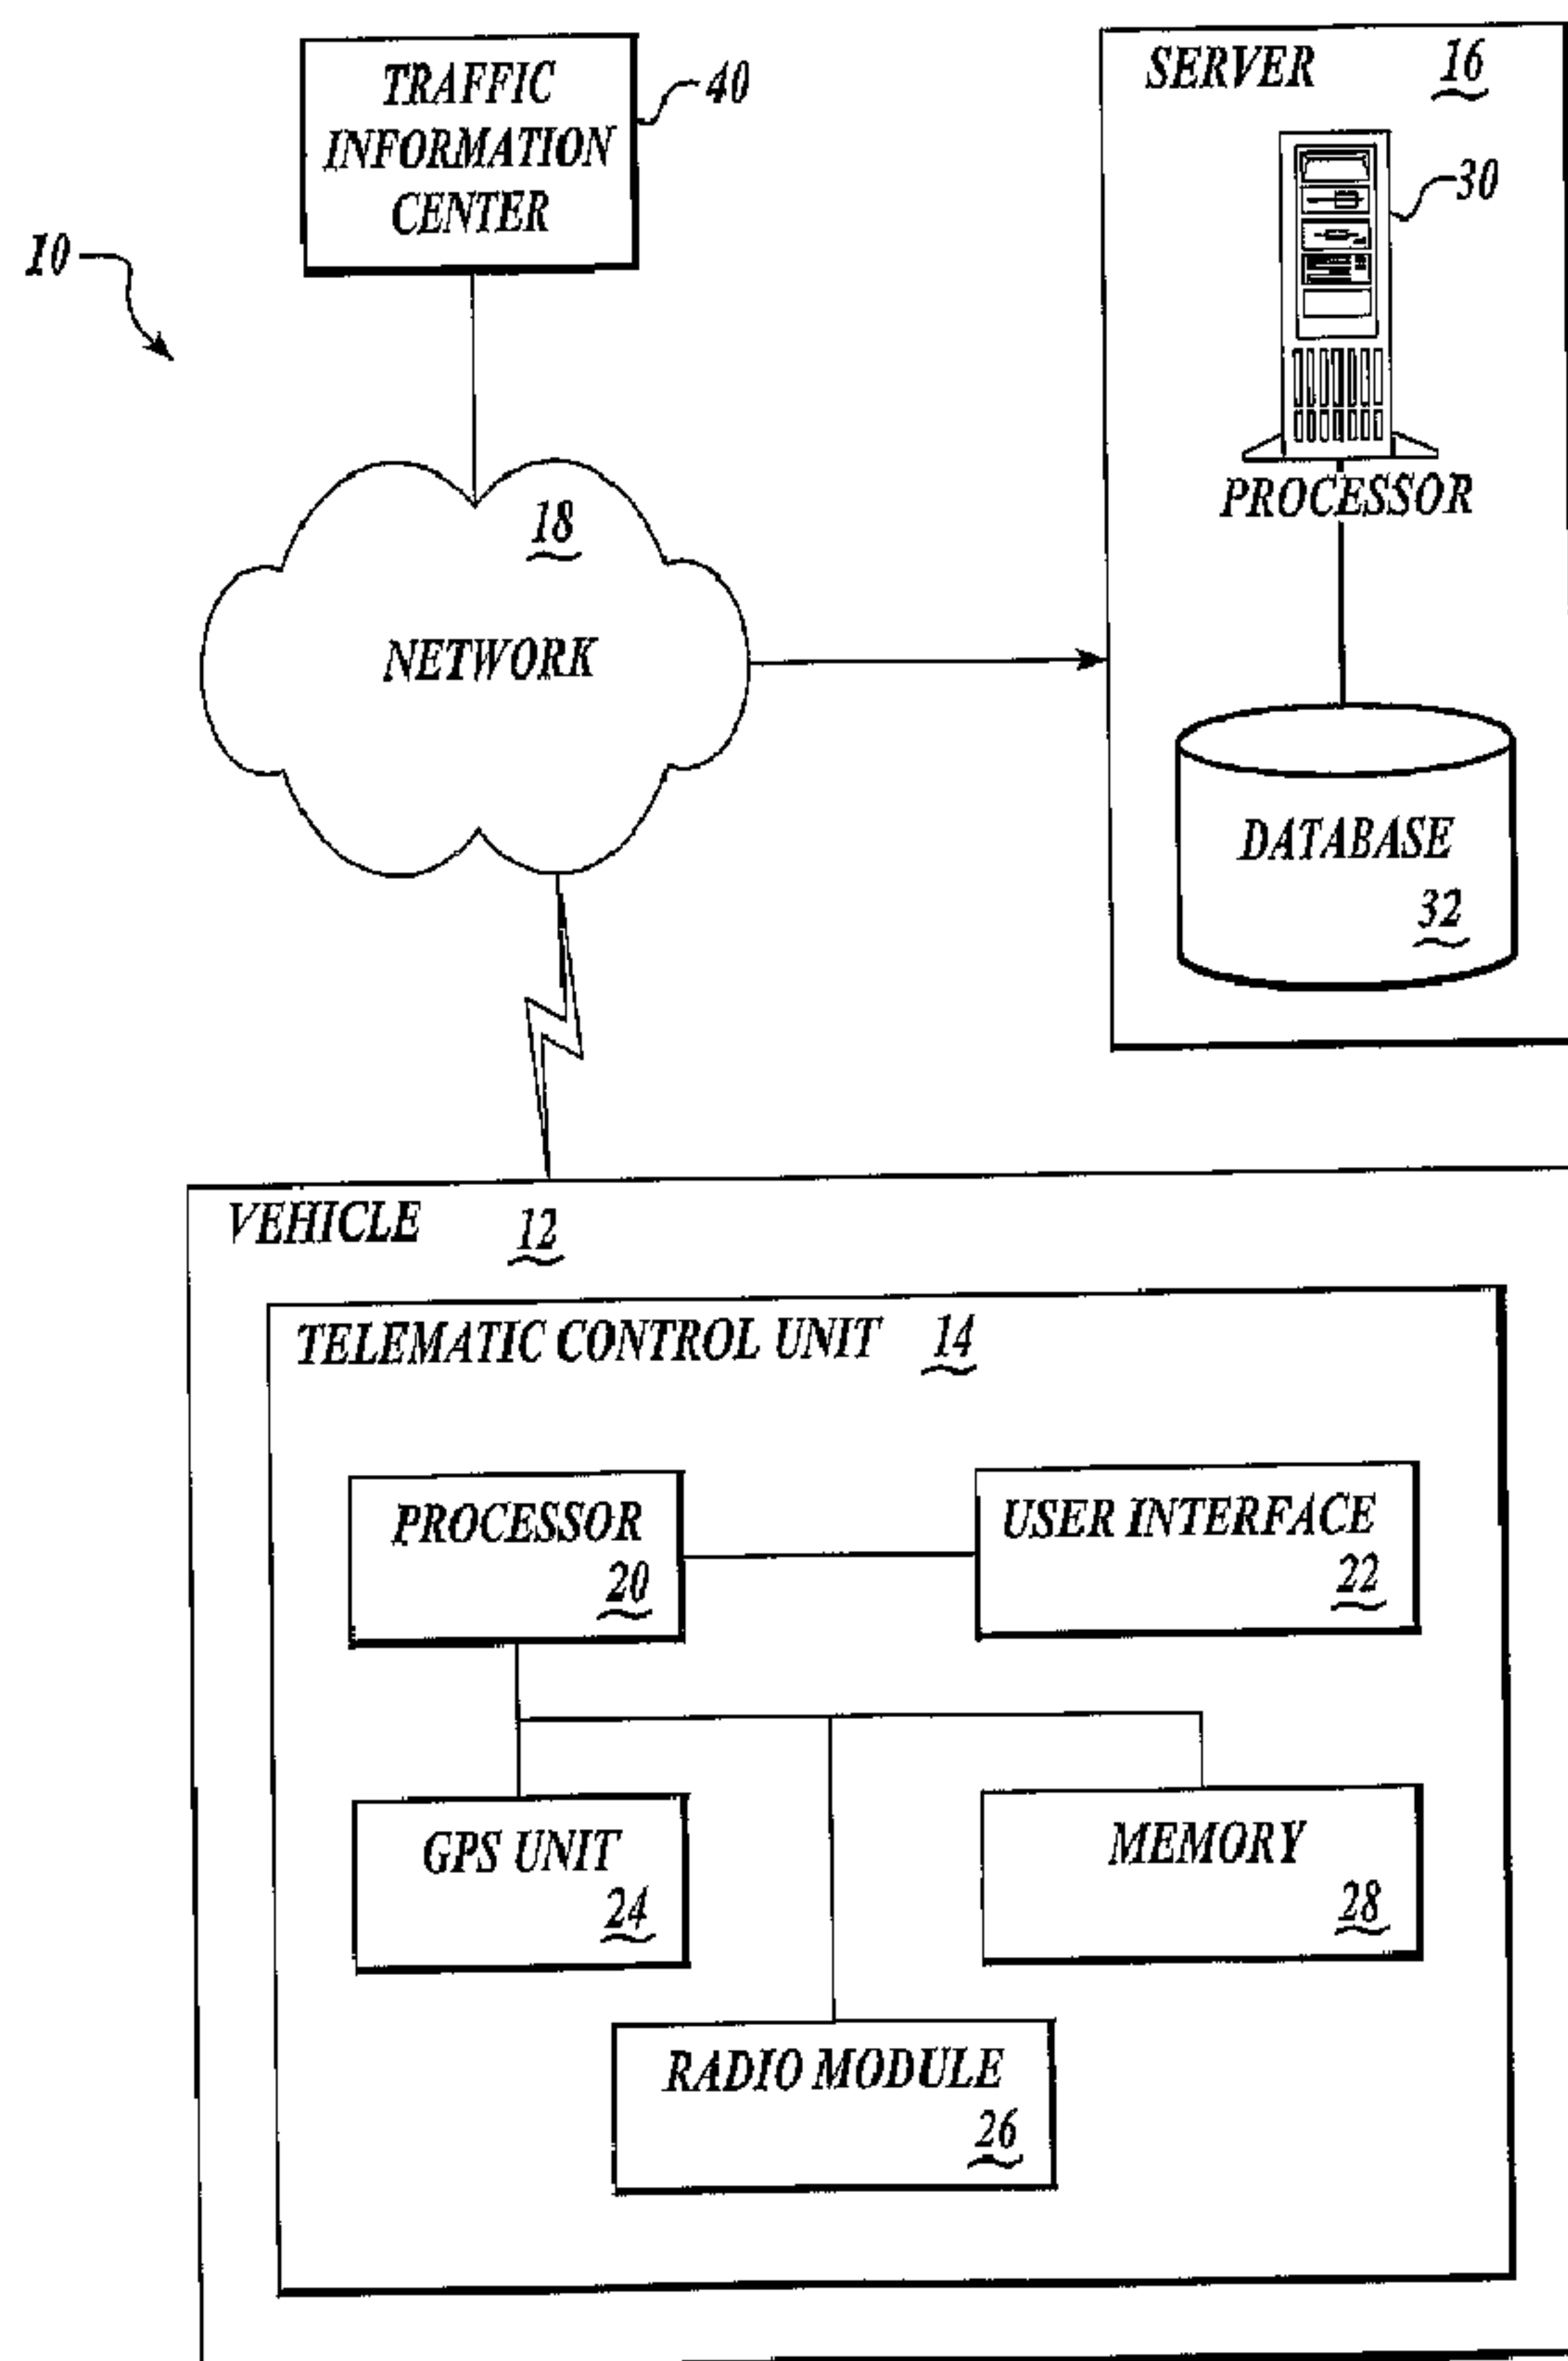 TRAFFIC
INFORMATION
CENTER
40
10
SERVER 16
30
PROCESSOR
18
NETWORK
DATABASE
32
VEHICLE 12
TELEMATIC CONTROL UNIT 14
PROCESSOR
20
USER INTERFACE
22
GPS UNIT
24
MEMORY
28
RADIO MODULE
26